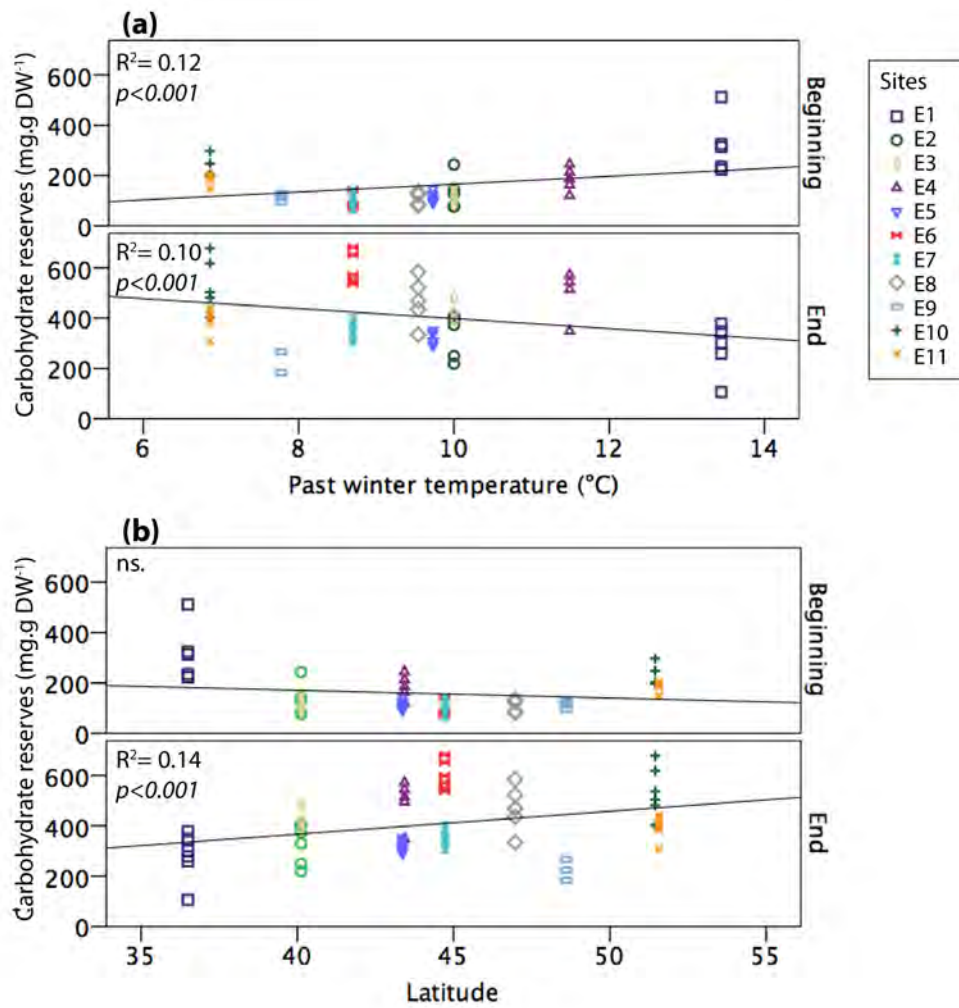 (a)
R²= 0.12
p<0.001
600
400
200
0
Beginning
R²= 0.10
p<0.001
600
400
200
0
End
Carbohydrate reserves (mg.g DW⁻¹)
6 8 10 12 14
Past winter temperature (°C)
Sites
E1
E2
E3
E4
E5
E6
E7
E8
E9
E10
E11
(b)
ns.
600
400
200
0
Beginning
R²= 0.14
p<0.001
600
400
200
0
End
Carbohydrate reserves (mg.g DW⁻¹)
35 40 45 50 55
Latitude